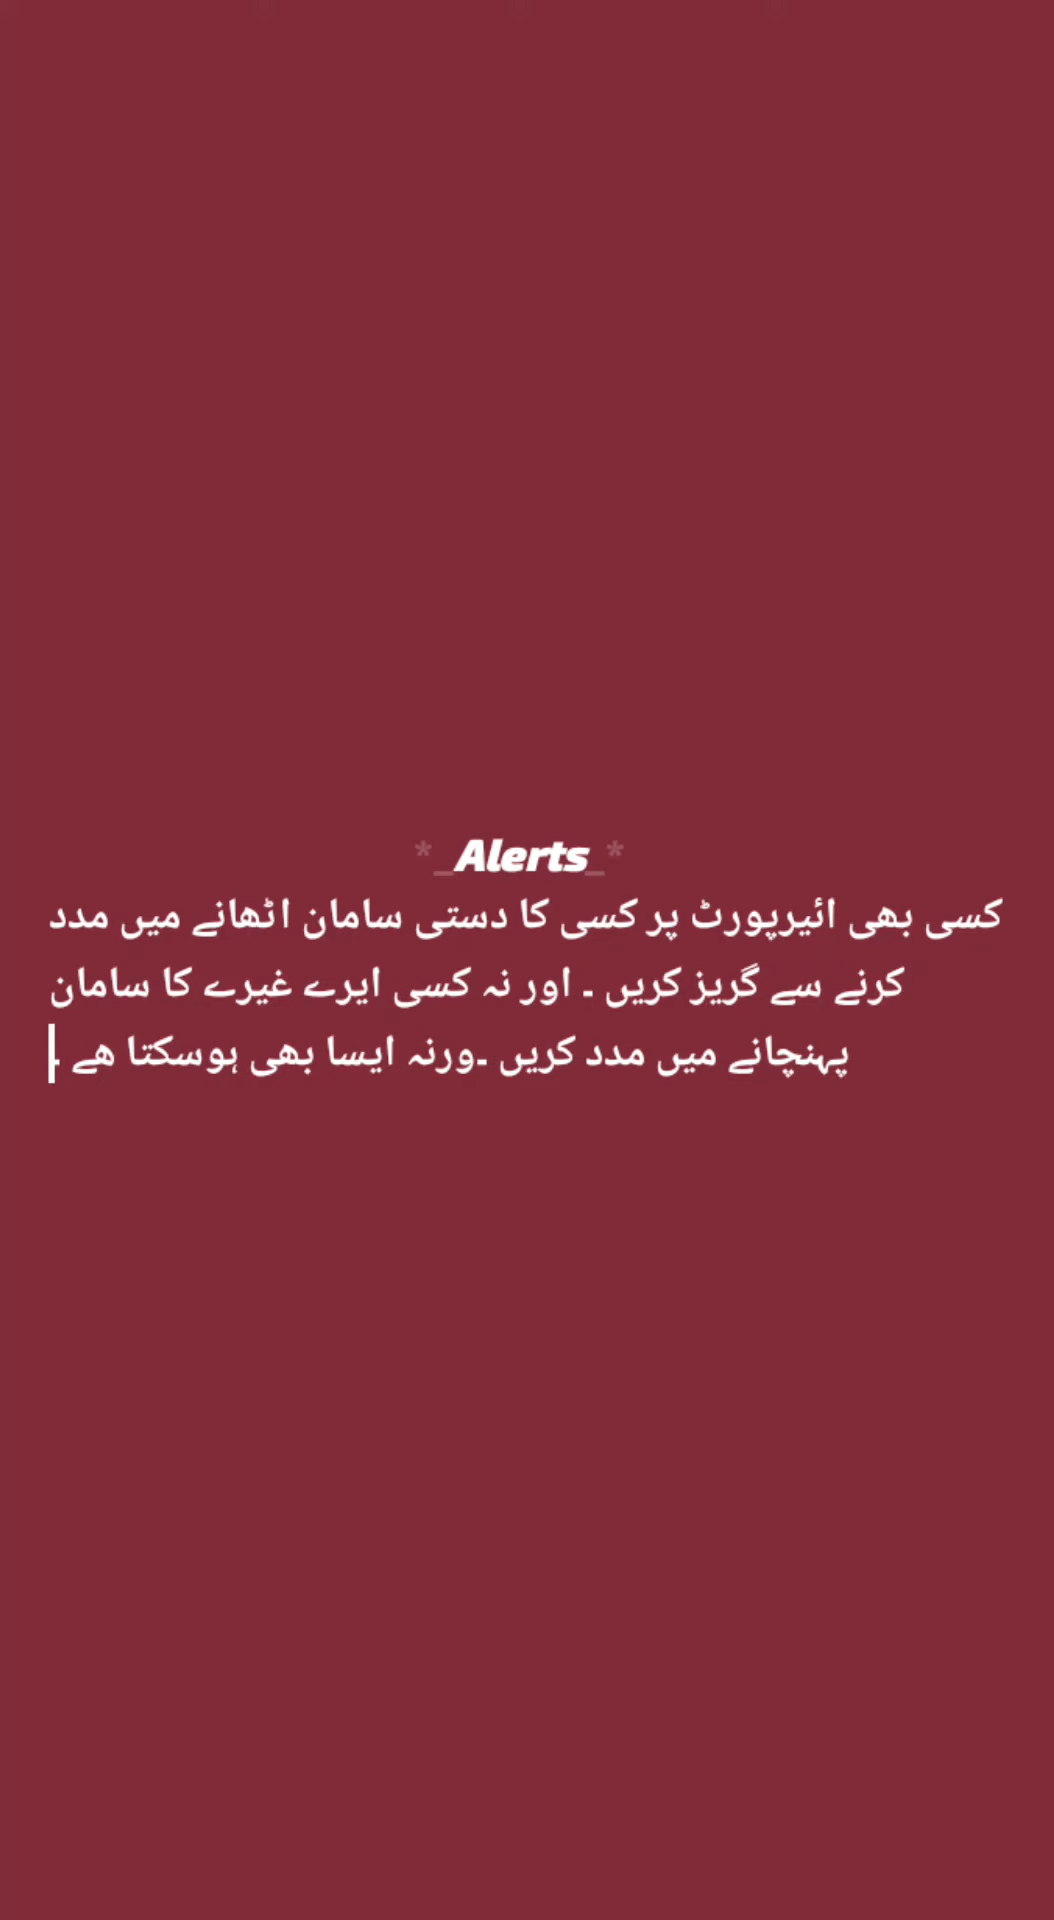 *_Alerts_*
کسی بھی ائیرپورٹ پر کسی کا دستی سامان اٹھانے میں مدد
کرنے سے گریز کریں ۔ اور نہ کسی ایرے غیرے کا سامان
پہنچانے میں مدد کریں ۔ورنہ ایسا بھی ہوسکتا ھے .